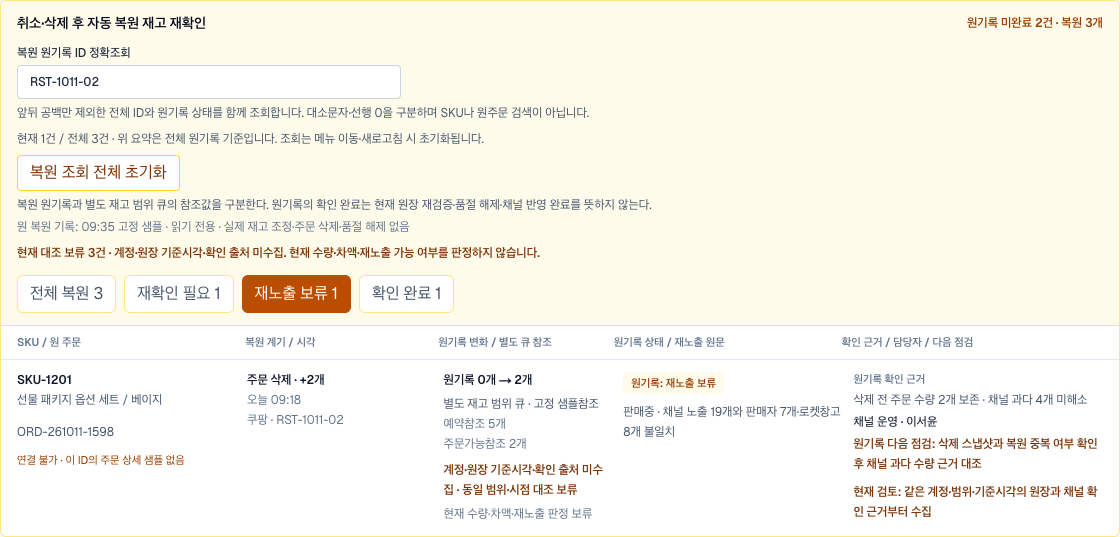 취소·삭제 후 자동 복원 재고 재확인
원기록 미완료 2건 · 복원 3개
복원 원기록 ID 정확조회
RST-1011-02
앞뒤 공백만 제외한 전체 ID와 원기록 상태를 함께 조회합니다. 대소문자·선행 0을 구분하며 SKU나 원주문 검색이 아닙니다.
현재 1건 / 전체 3건 · 위 요약은 전체 원기록 기준입니다. 조회는 메뉴 이동·새로고침 시 초기화됩니다.
복원 조회 전체 초기화
복원 원기록과 별도 재고 범위 큐의 참조값을 구분한다. 원기록의 확인 완료는 현재 원장 재검증·품절 해제·채널 반영 완료를 뜻하지 않는다.
원 복원 기록: 09:35 고정 샘플 · 읽기 전용 · 실제 재고 조정·주문 삭제·품절 해제 없음
현재 대조 보류 3건 · 계정·원장 기준시각·확인 출처 미수집. 현재 수량·차액·재노출 가능 여부를 판정하지 않습니다.
전체 복원 3
재확인 필요 1
재노출 보류 1
확인 완료 1
SKU / 원 주문
복원 계기 / 시각
원기록 변화 / 별도 큐 참조
원기록 상태 / 재노출 원문
확인 근거 / 담당자 / 다음 점검
SKU-1201
선물 패키지 옵션 세트 / 베이지
ORD-261011-1598
연결 불가 · 이 ID의 주문 상세 샘플 없음
주문 삭제 · +2개
오늘 09:18
쿠팡 · RST-1011-02
원기록 0개 → 2개
별도 재고 범위 큐 · 고정 샘플참조
예약참조 5개
주문가능참조 2개
계정·원장 기준시각·확인 출처 미수
집 · 동일 범위·시점 대조 보류
현재 수량·차액·재노출 판정 보류
원기록: 재노출 보류
판매중 · 채널 노출 19개와 판매자 7개·로켓창고
8개 불일치
원기록 확인 근거
삭제 전 주문 수량 2개 보존 · 채널 과다 4개 미해소
채널 운영 · 이서윤
원기록 다음 점검: 삭제 스냅샷과 복원 중복 여부 확인
후 채널 과다 수량 근거 대조
현재 검토: 같은 계정·범위·기준시각의 원장과 채널 확
인 근거부터 수집